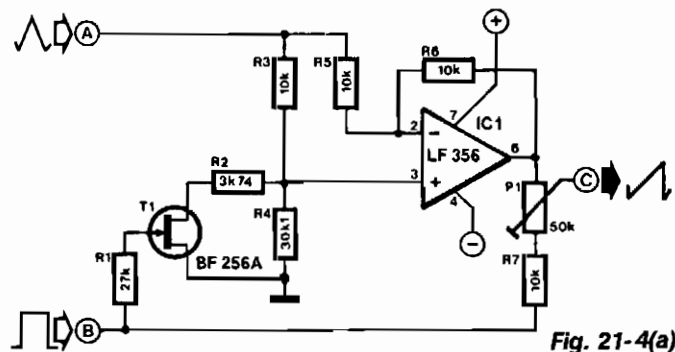 A
R3
10k
R5
10k
R6
10k
+
7
IC1
2
−
LF 356
6
3
+
4
−
R2
3k74
T1
R4
30k1
BF 256A
R1
27k
B
P1
50k
C
R7
10k
Fig. 21-4(a)